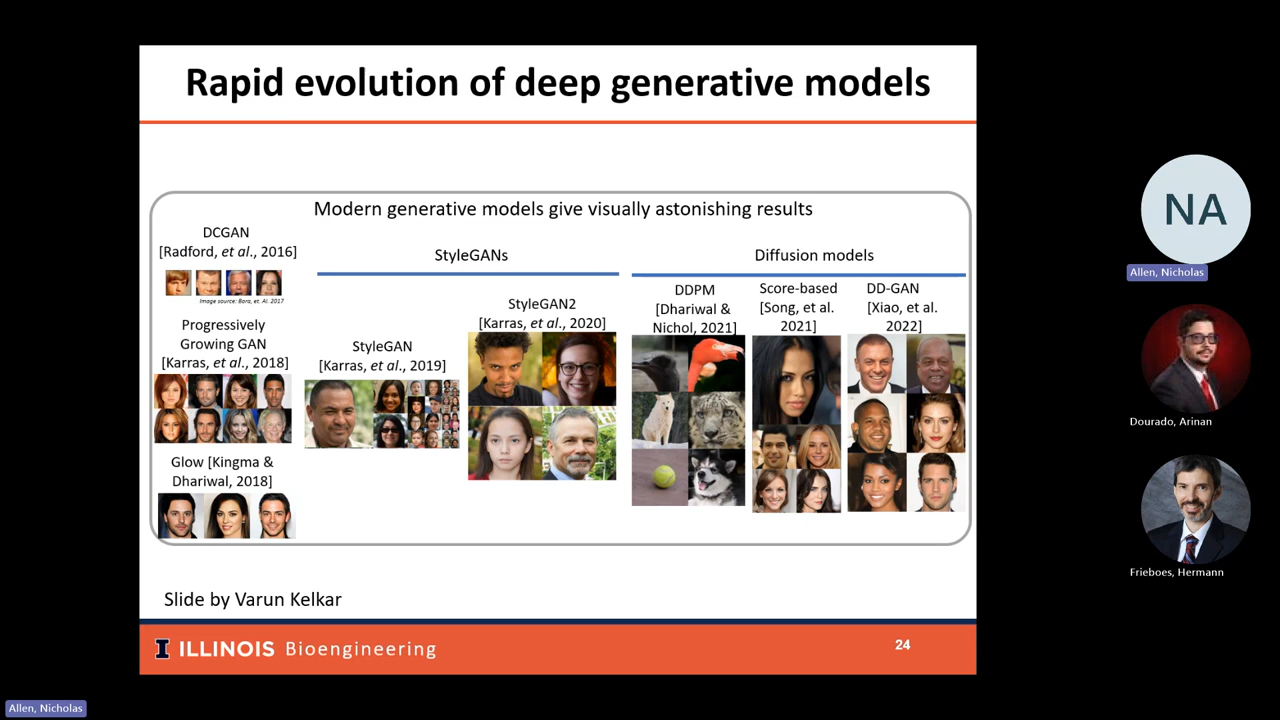 Rapid evolution of deep generative models
Modern generative models give visually astonishing results
DCGAN
[Radford, et al., 2016]
Image source: Bora, et. Al. 2017
Progressively
Growing GAN
[Karras, et al., 2018]
Glow [Kingma &
Dhariwal, 2018]
StyleGANs
StyleGAN
[Karras, et al., 2019]
StyleGAN2
[Karras, et al., 2020]
Diffusion models
DDPM
[Dhariwal &
Nichol, 2021]
Score-based
[Song, et al.
2021]
DD-GAN
[Xiao, et al.
2022]
Slide by Varun Kelkar
I ILLINOIS Bioengineering
24
NA
Allen, Nicholas
Dourado, Arinan
Frieboes, Hermann
Allen, Nicholas